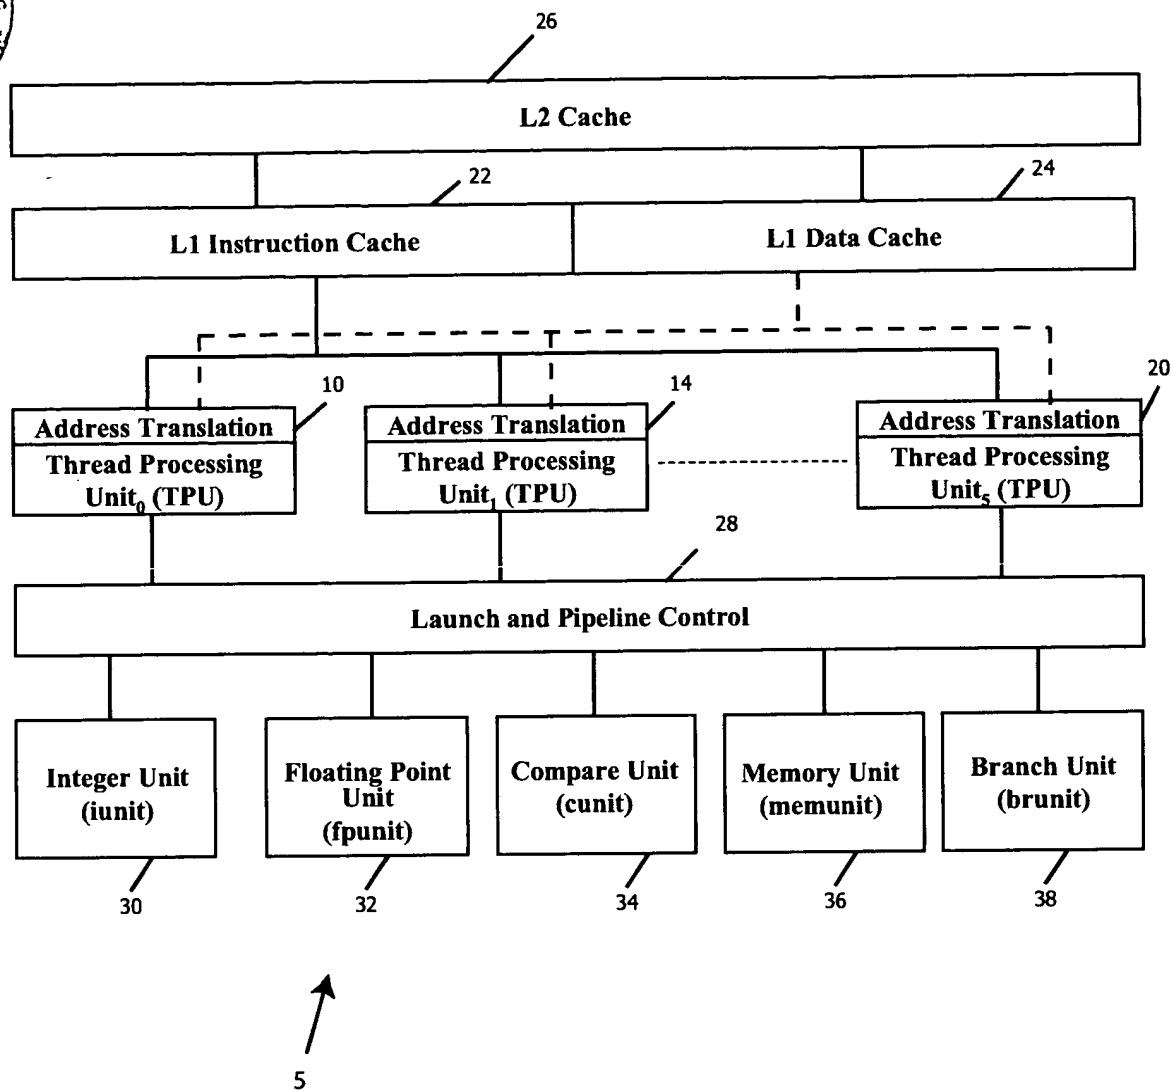 26
L2 Cache
22
24
L1 Instruction Cache
L1 Data Cache
10
14
20
Address Translation
Thread Processing
Unit0 (TPU)
Address Translation
Thread Processing
Unit1 (TPU)
Address Translation
Thread Processing
Unit5 (TPU)
28
Launch and Pipeline Control
Integer Unit
(iunit)
Floating Point
Unit
(fpunit)
Compare Unit
(cunit)
Memory Unit
(memunit)
Branch Unit
(brunit)
30
32
34
36
38
5